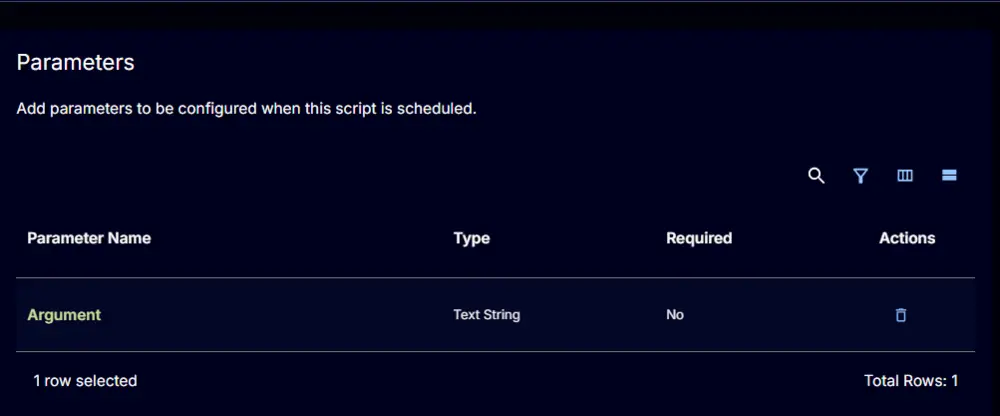 Parameters
Add parameters to be configured when this script is scheduled.
Parameter Name Type Required Actions
Argument Text String No
1 row selected Total Rows: 1